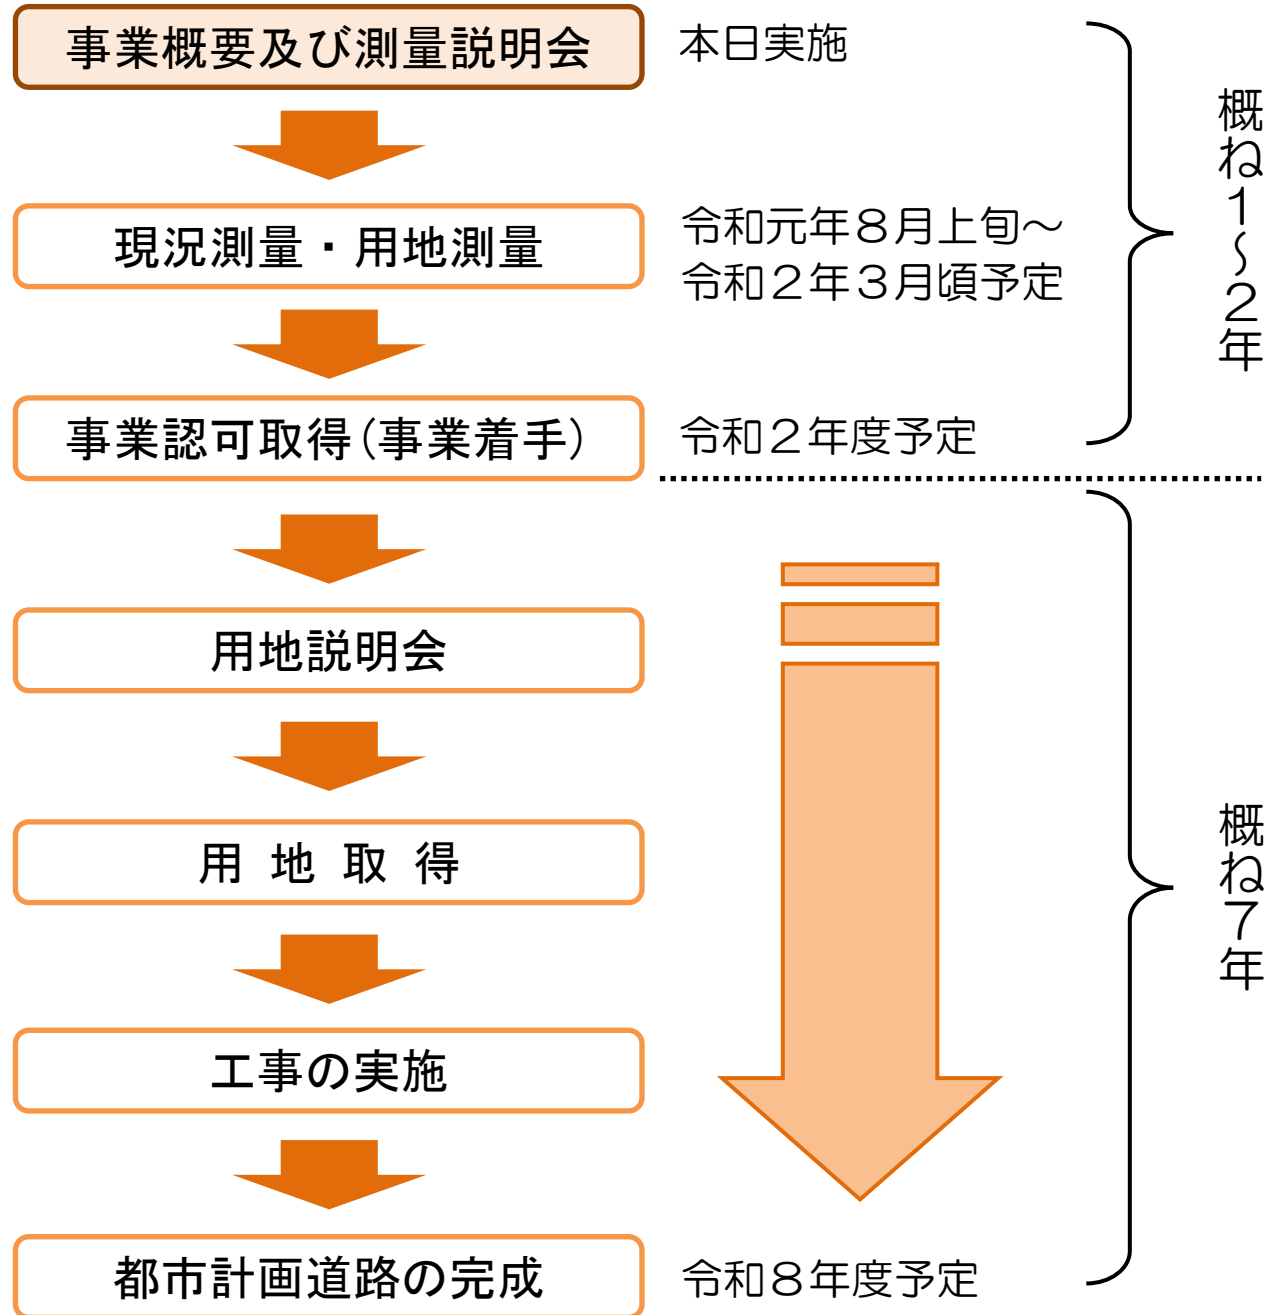 事業概要及び測量説明会
本日実施
現況測量・用地測量
令和元年８月上旬～
令和２年３月頃予定
事業認可取得(事業着手)
令和２年度予定
概ね１～２年
用地説明会
用 地 取 得
工事の実施
都市計画道路の完成
令和８年度予定
概ね７年